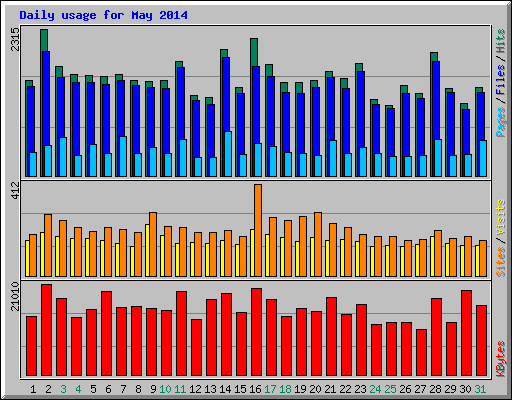 Daily usage for May 2014
2315
Pages / Files / Hits
412
Sites / Visits
21010
KBytes
1 2 3 4 5 6 7 8 9 10 11 12 13 14 15 16 17 18 19 20 21 22 23 24 25 26 27 28 29 30 31